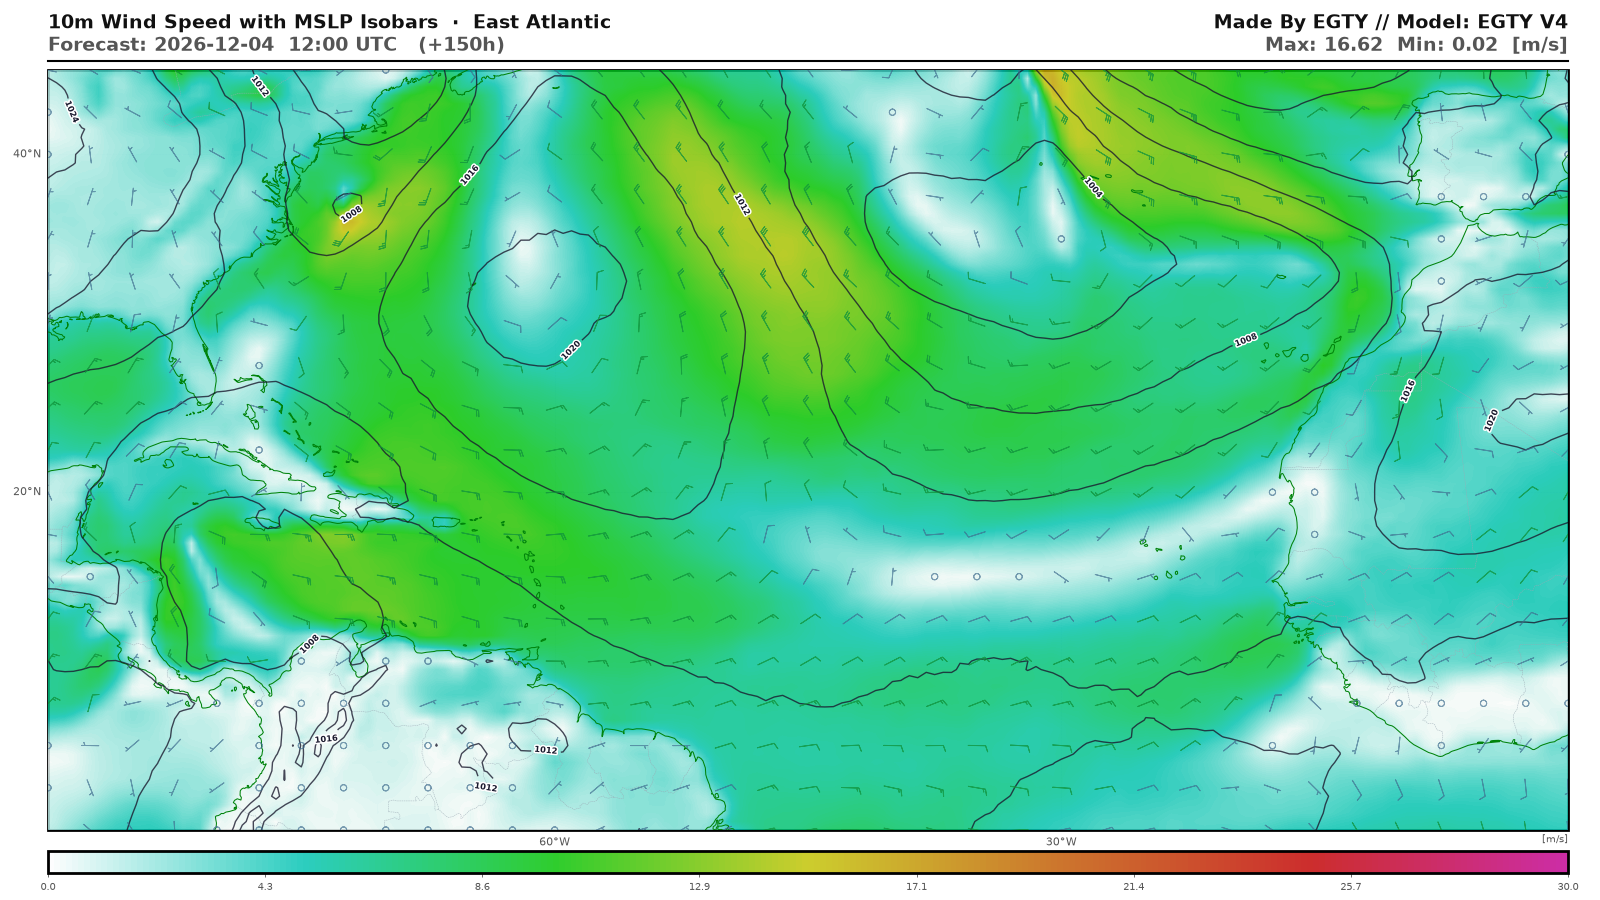 10m Wind Speed with MSLP Isobars · East Atlantic
Made By EGTY // Model: EGTY V4
Forecast: 2026-12-04 12:00 UTC (+150h)
Max: 16.62 Min: 0.02 [m/s]
1012
1024
40°N
1016
1004
1012
1008
1008
1020
1016
1020
20°N
1008
1016
1012
1012
60°W
30°W
[m/s]
0.0
4.3
8.6
12.9
17.1
21.4
25.7
30.0